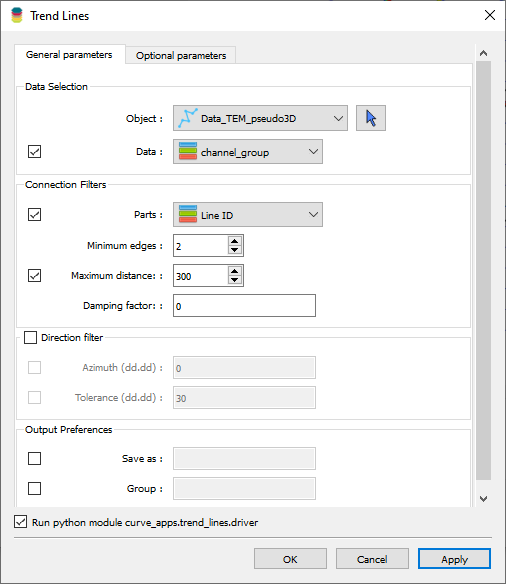 Trend Lines
General parameters
Optional parameters
Data Selection
Object :
Data_TEM_pseudo3D
Data :
channel_group
Connection Filters
Parts :
Line ID
Minimum edges :
2
Maximum distance: :
300
Damping factor: :
0
Direction filter
Azimuth (dd.dd) :
0
Tolerance (dd.dd) :
30
Output Preferences
Save as :
Group :
Run python module curve_apps.trend_lines.driver
OK
Cancel
Apply